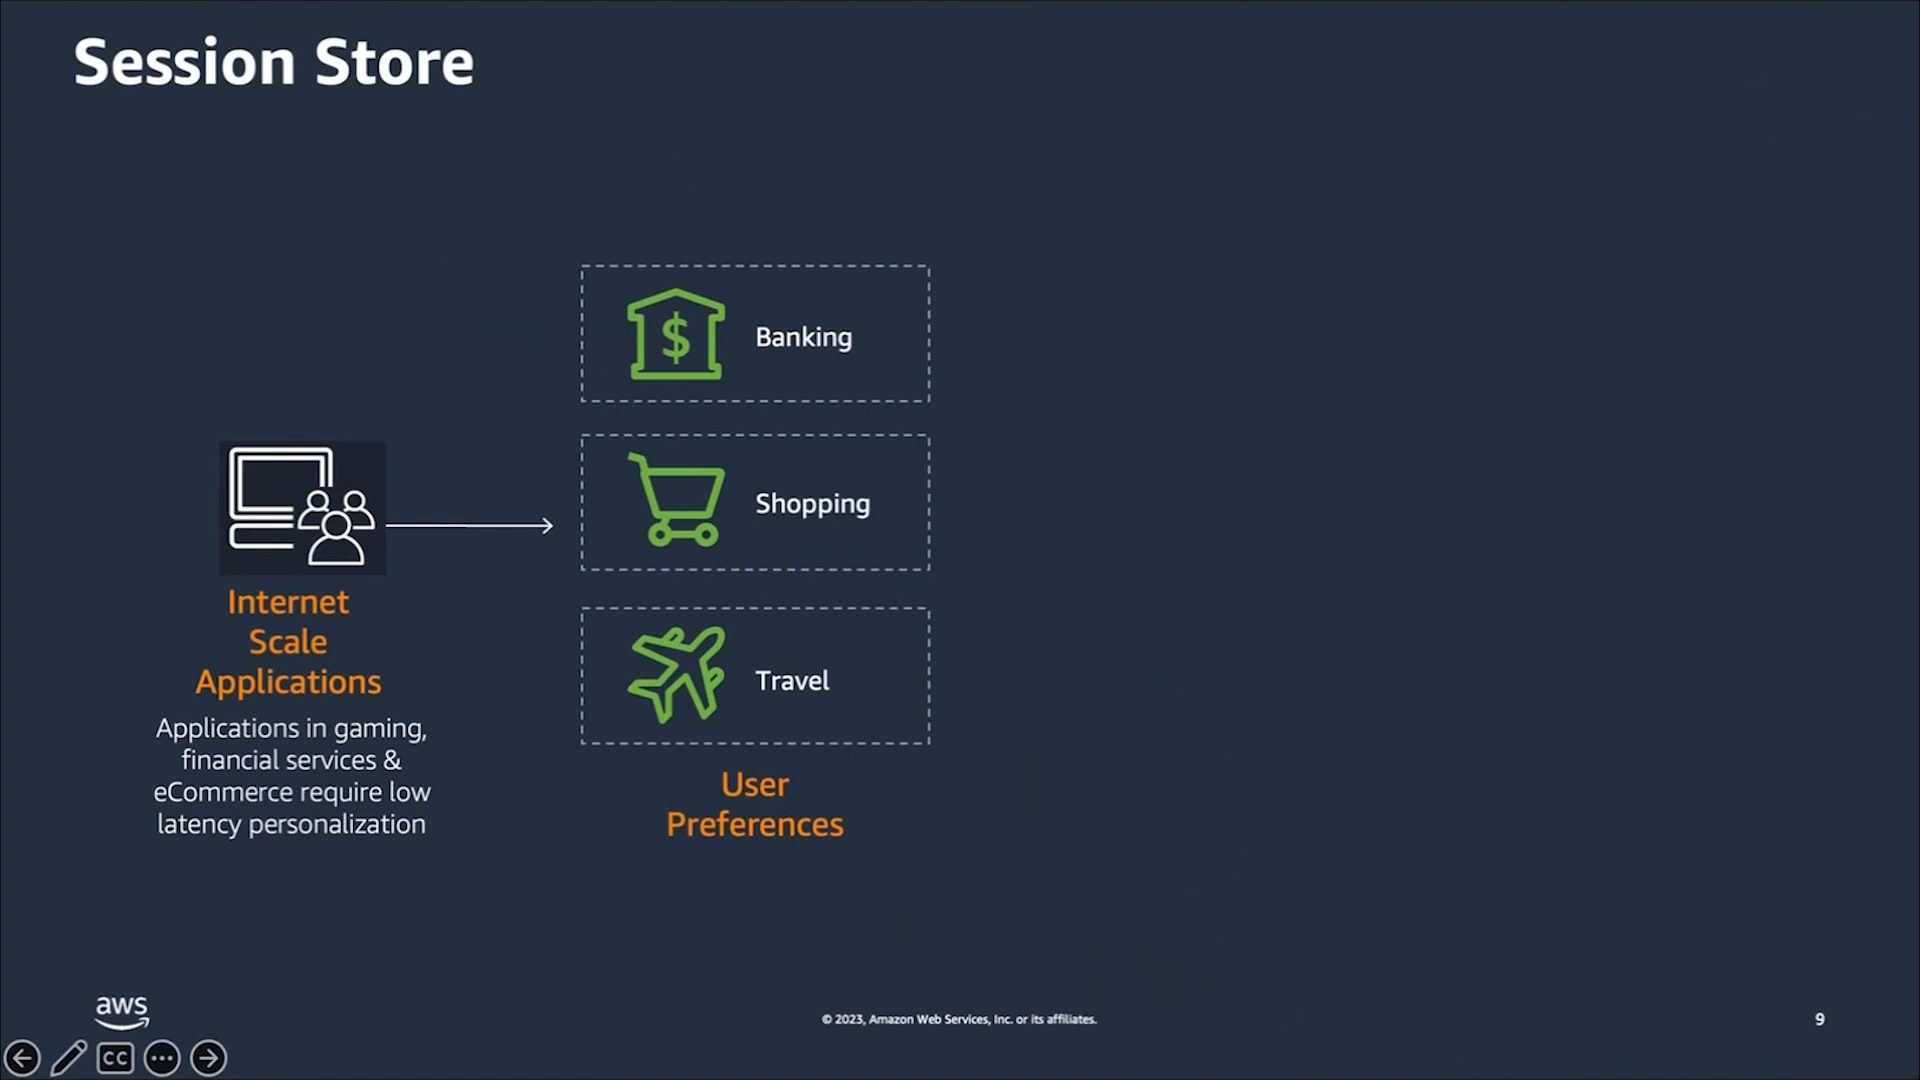 Session Store
$
Banking
Shopping
Travel
Internet
Scale
Applications
Applications in gaming,
financial services &
eCommerce require low
latency personalization
User
Preferences
aws
© 2023, Amazon Web Services, Inc. or its affiliates.
9
CC